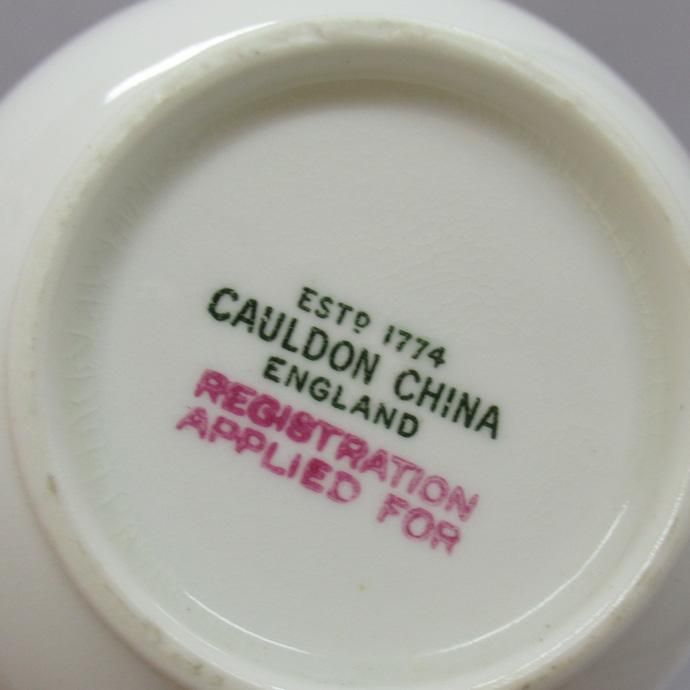 ESTD 1774
CAULDON CHINA
ENGLAND
REGISTRATION
APPLIED FOR